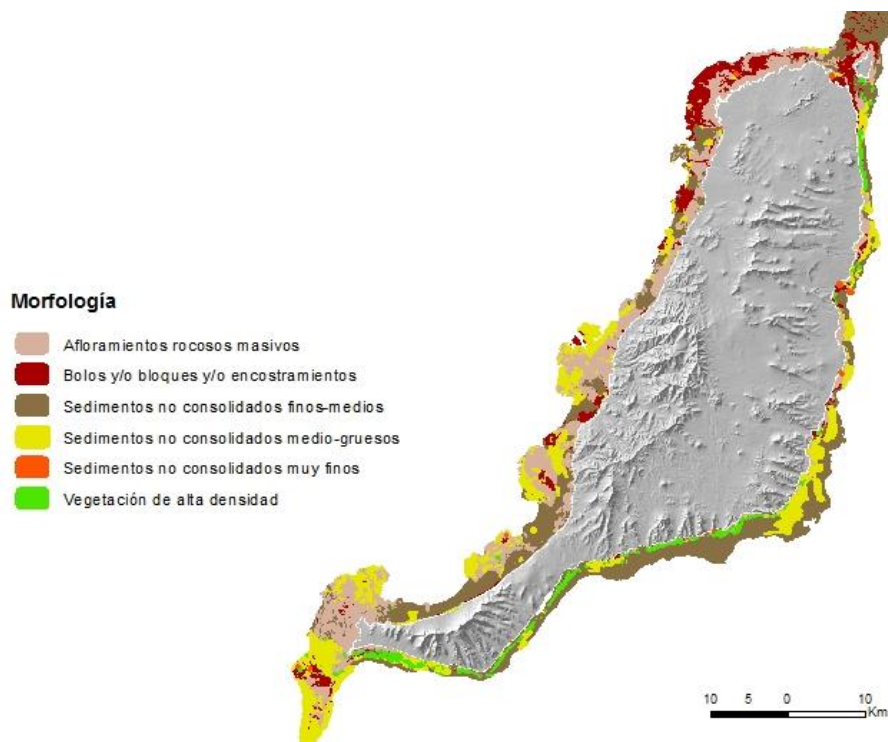 Morfología
Afloramientos rocosos masivos
Bolos y/o bloques y/o encostramientos
Sedimentos no consolidados finos-medios
Sedimentos no consolidados medio-gruesos
Sedimentos no consolidados muy finos
Vegetación de alta densidad
10 5 0 10
Km